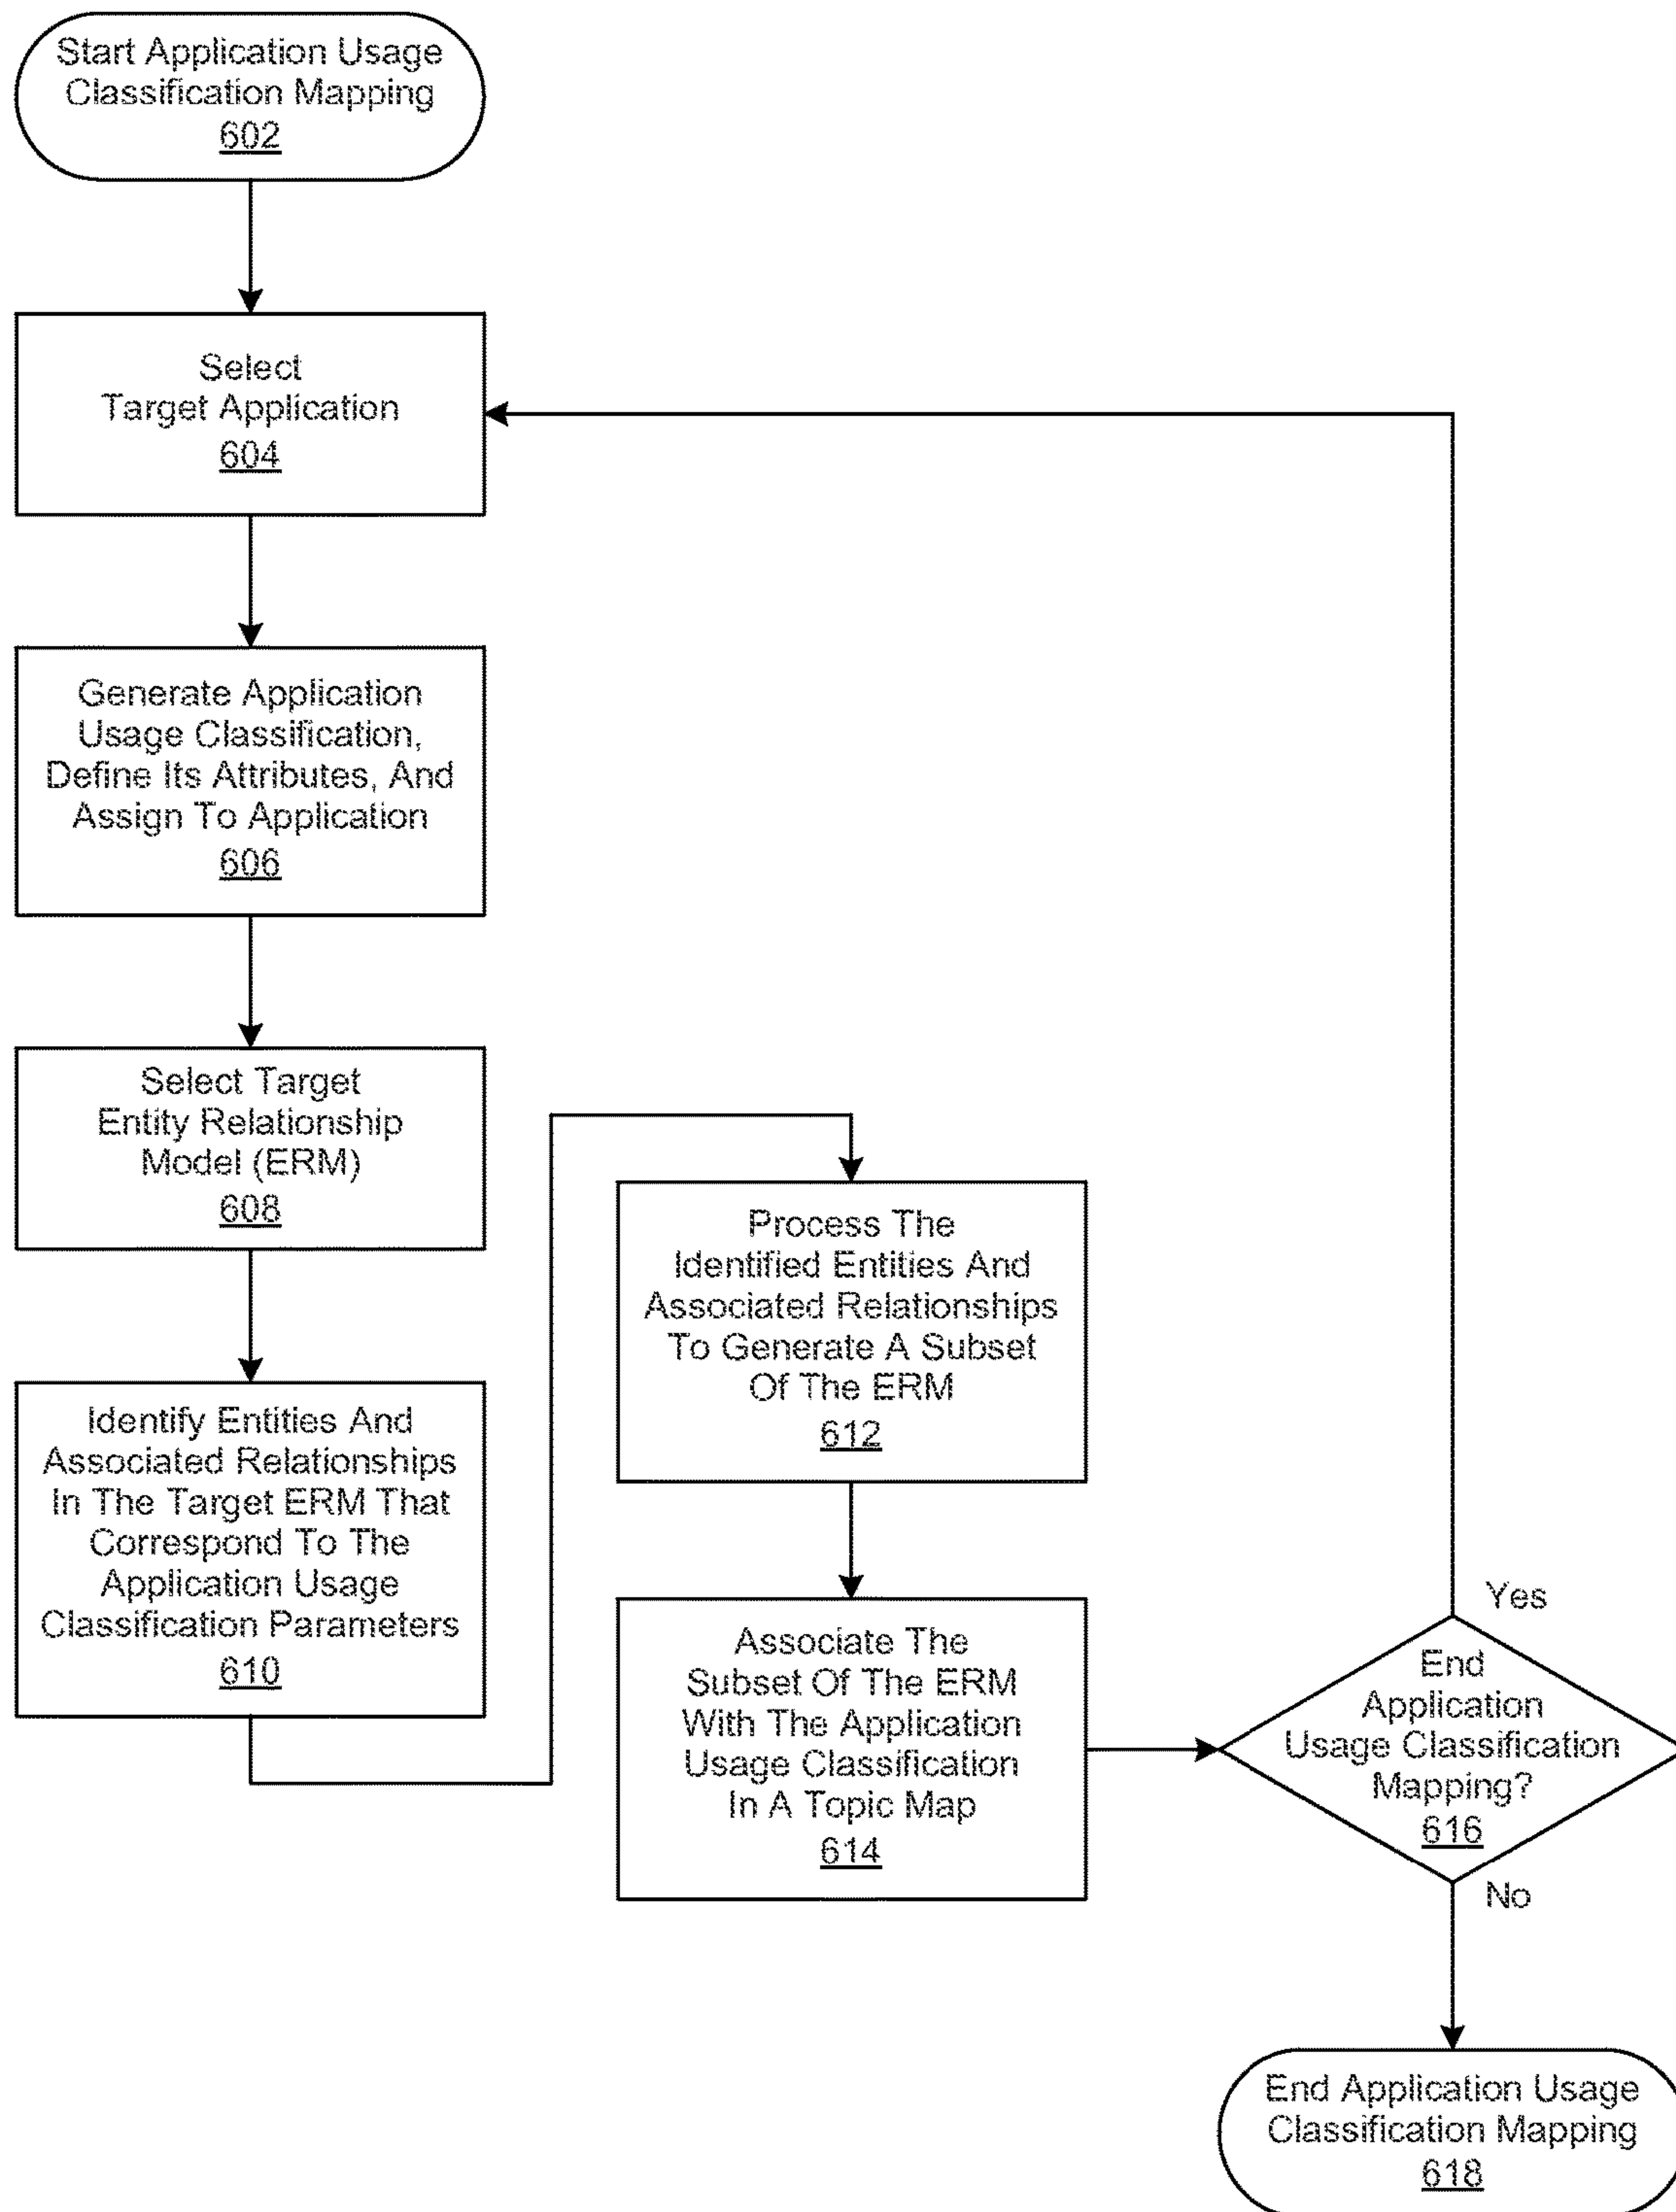 Start Application Usage
Classification Mapping
602
Select
Target Application
604
Generate Application
Usage Classification,
Define Its Attributes, And
Assign To Application
606
Select Target
Entity Relationship
Model (ERM)
608
Identify Entities And
Associated Relationships
In The Target ERM That
Correspond To The
Application Usage
Classification Parameters
610
Process The
Identified Entities And
Associated Relationships
To Generate A Subset
Of The ERM
612
Associate The
Subset Of The ERM
With The Application
Usage Classification
In A Topic Map
614
Yes
End
Application
Usage Classification
Mapping?
616
No
End Application Usage
Classification Mapping
618